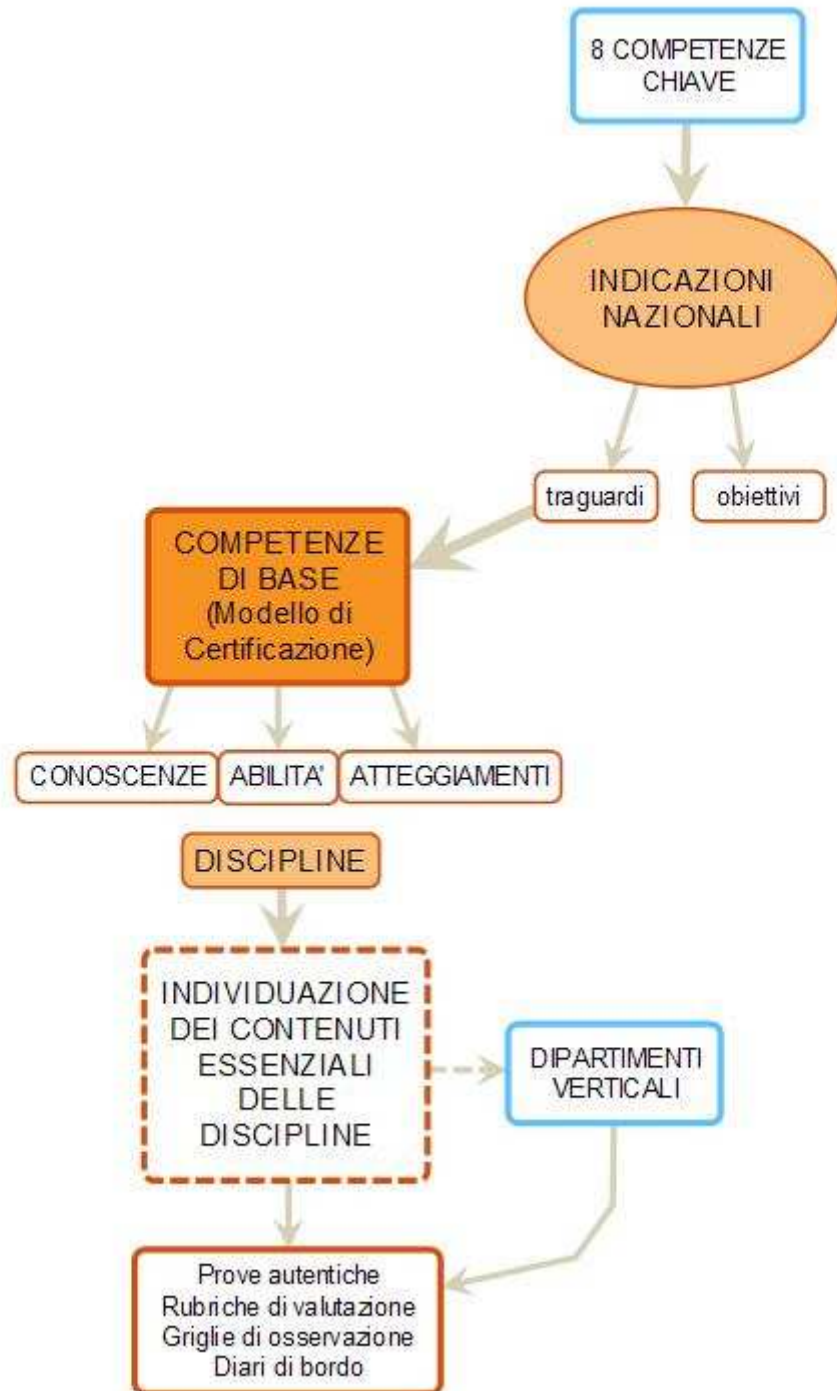 8 COMPETENZE
CHIAVE
INDICAZIONI
NAZIONALI
traguardi
obiettivi
COMPETENZE
DI BASE
(Modello di
Certificazione)
CONOSCENZE
ABILITA'
ATTEGGIAMENTI
DISCIPLINE
INDIVIDUAZIONE
DEI CONTENUTI
ESSENZIALI
DELLE
DISCIPLINE
DIPARTIMENTI
VERTICALI
Prove autentiche
Rubriche di valutazione
Griglie di osservazione
Diari di bordo